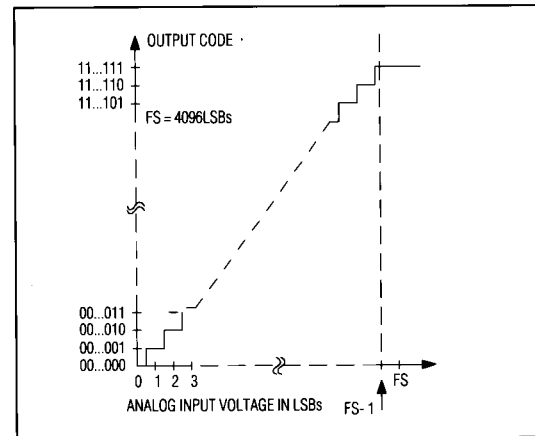 OUTPUT CODE
11...111
11...110
11...101
FS = 4096LSBs
00...011
00...010
00...001
00...000
0 1 2 3
FS
ANALOG INPUT VOLTAGE IN LSBs
FS-1